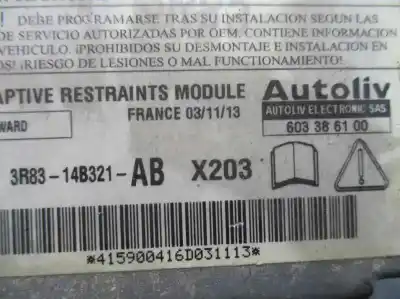 ! DEBE PROGRAMARSE TRAS SU INSTALACION SEGUN LAS
DE SERVICIO AUTORIZADAS POR OEM. CONTIENE INFORMACION
VEHICULO. ¡PROHIBIDOS SU DESMONTAJE E INSTALACION
OS! ¡RIESGO DE LESIONES O MAL FUNCIONAMIENTO!
APTIVE RESTRAINTS MODULE
Autoliv
FRANCE 03/11/13
AUTOLIV ELECTRONIC SAS
WARD
603 38 61 00
3R83-14B321-AB X203
*415900416D031113*